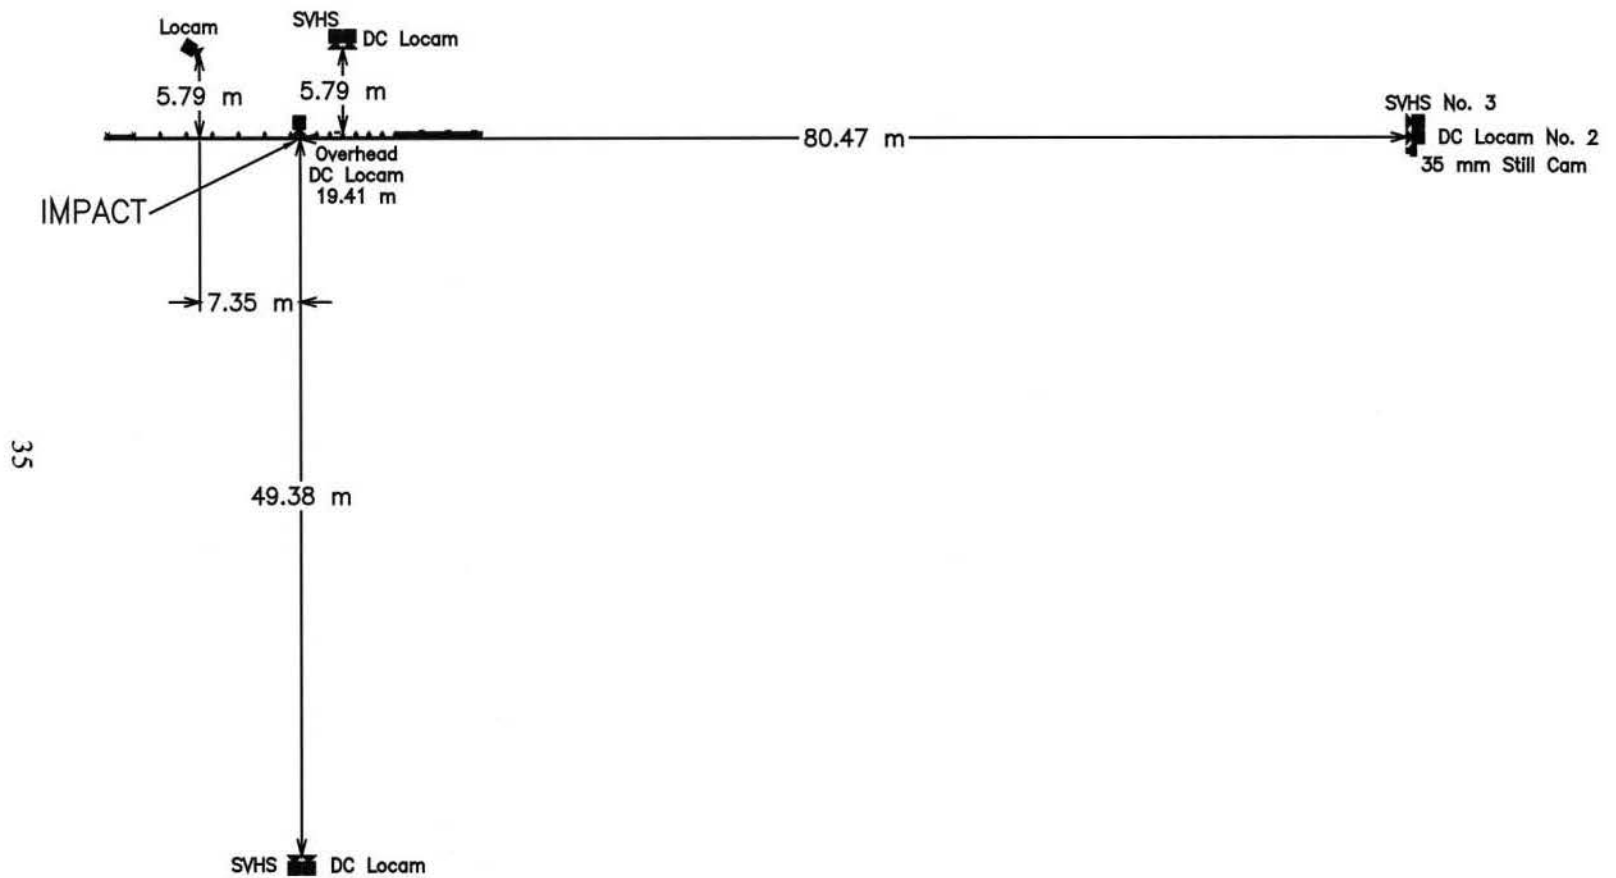 Locam
SVHS
DC Locam
5.79 m
5.79 m
SVHS No. 3
80.47 m
DC Locam No. 2
35 mm Still Cam
Overhead
DC Locam
19.41 m
IMPACT
7.35 m
35
49.38 m
SVHS
DC Locam